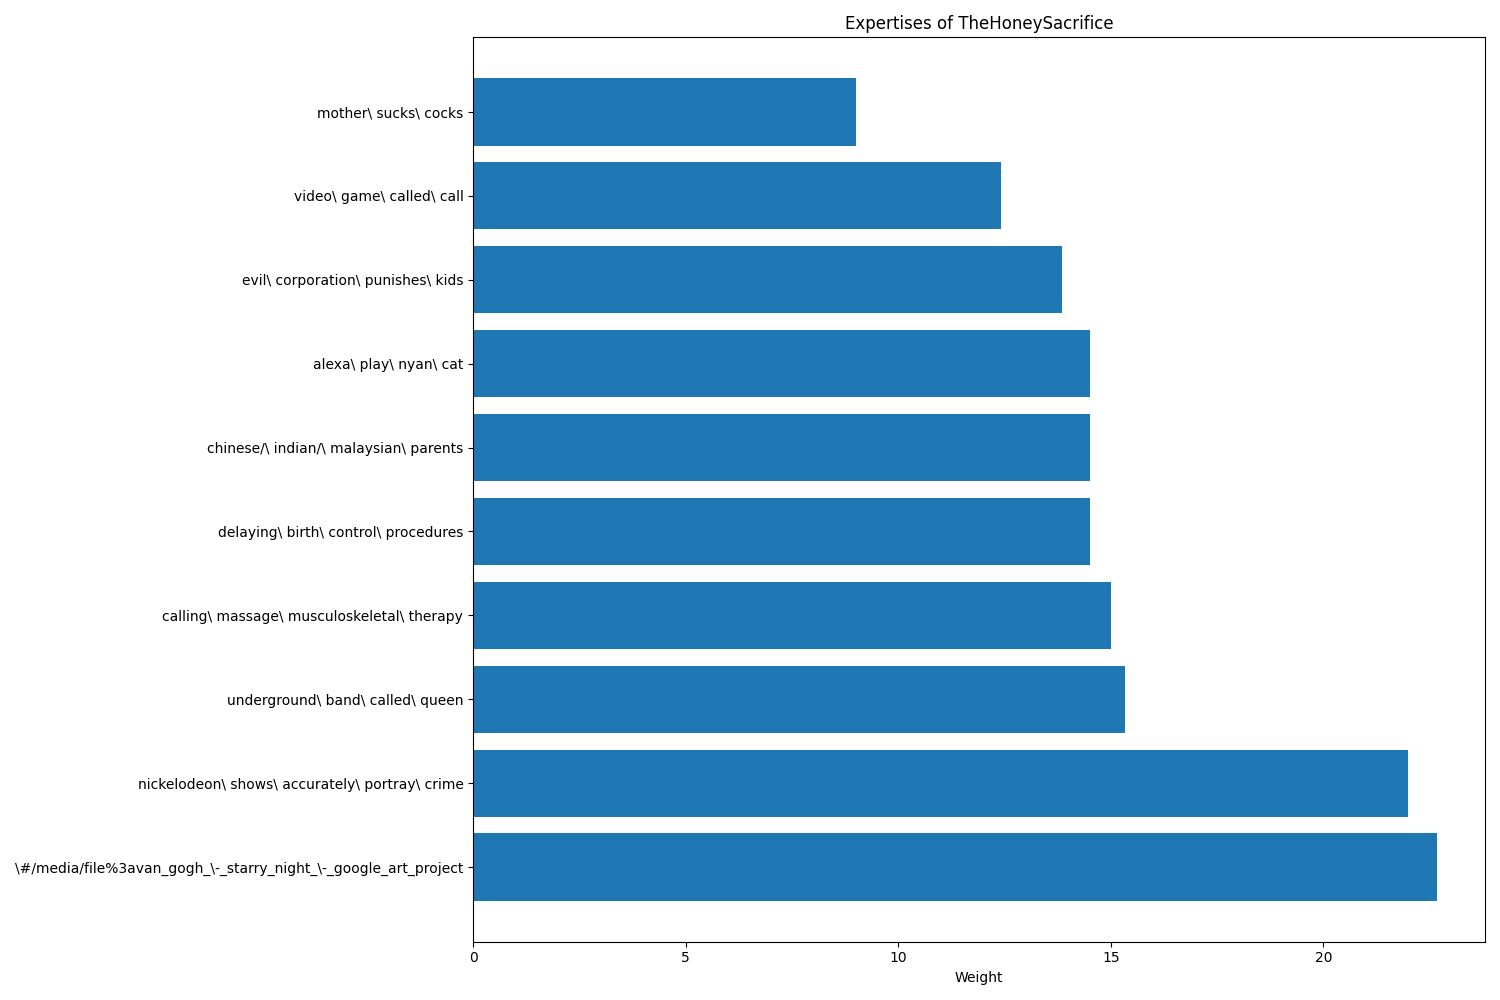 Expertises of TheHoneySacrifice
mother\ sucks\ cocks
video\ game\ called\ call
evil\ corporation\ punishes\ kids
alexa\ play\ nyan\ cat
chinese/\ indian/\ malaysian\ parents
delaying\ birth\ control\ procedures
calling\ massage\ musculoskeletal\ therapy
underground\ band\ called\ queen
nickelodeon\ shows\ accurately\ portray\ crime
\#/media/file%3avan_gogh_\-_starry_night_\-_google_art_project
0 5 10 15 20
Weight